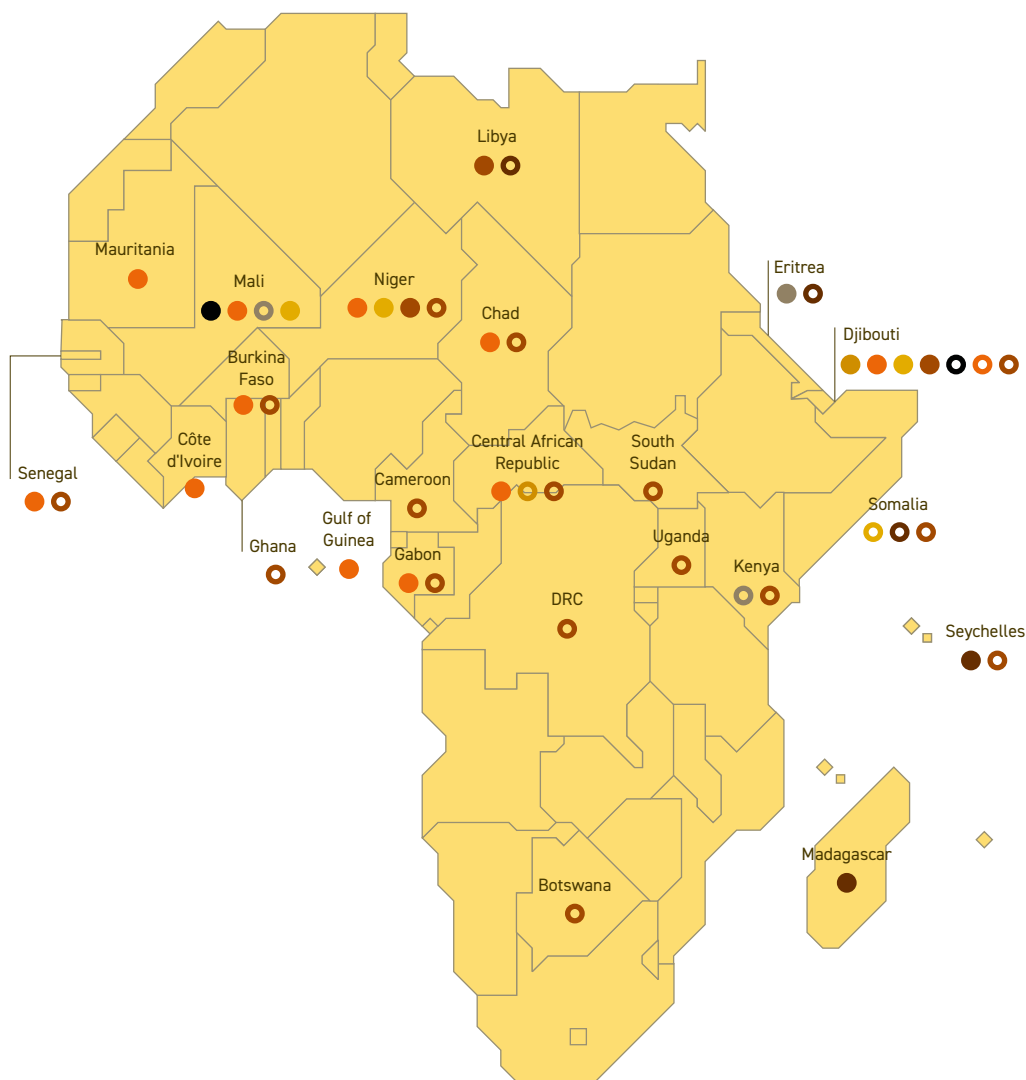 Libya
Mauritania
Mali
Niger
Eritrea
Chad
Djibouti
Burkina
Faso
Côte
d'Ivoire
Central African
Republic
South
Sudan
Senegal
Cameroon
Somalia
Gulf of
Guinea
Ghana
Gabon
Uganda
Kenya
DRC
Seychelles
Madagascar
Botswana